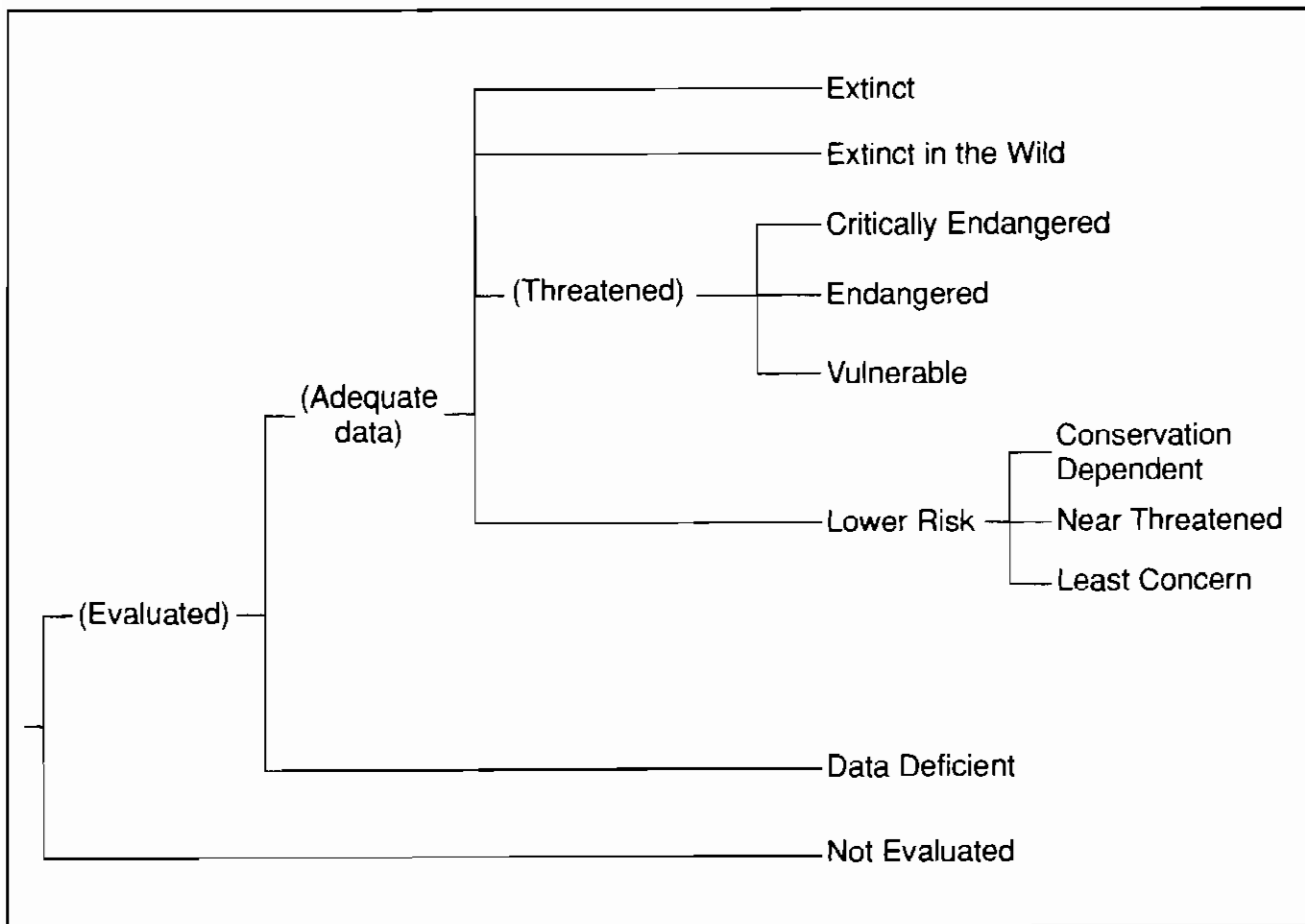 Extinct
Extinct in the Wild
Critically Endangered
(Threatened)
Endangered
Vulnerable
(Adequate
data)
Conservation
Dependent
Lower Risk
Near Threatened
Least Concern
(Evaluated)
Data Deficient
Not Evaluated